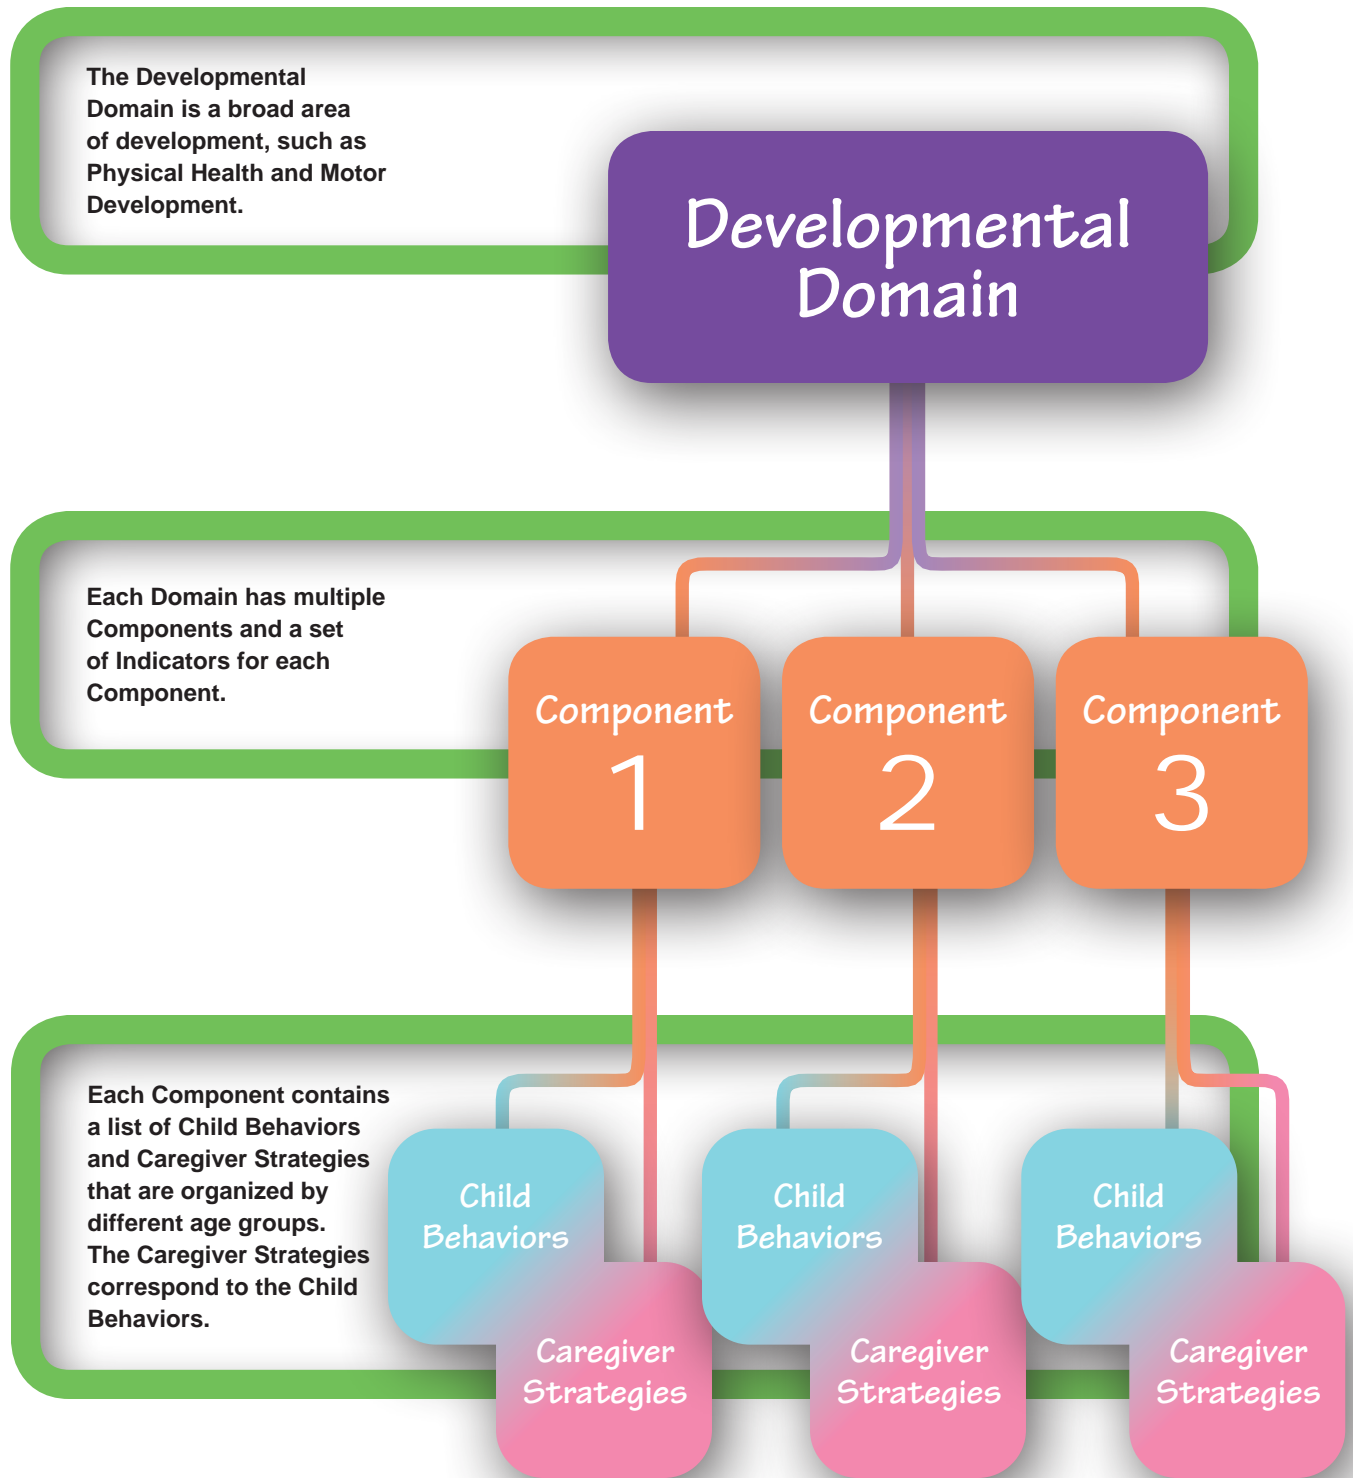 The Developmental
Domain is a broad area
of development, such as
Physical Health and Motor
Development.
Developmental
Domain
Each Domain has multiple
Components and a set
of Indicators for each
Component.
Component
1
Component
2
Component
3
Each Component contains
a list of Child Behaviors
and Caregiver Strategies
that are organized by
different age groups.
The Caregiver Strategies
correspond to the Child
Behaviors.
Child
Behaviors
Caregiver
Strategies
Child
Behaviors
Caregiver
Strategies
Child
Behaviors
Caregiver
Strategies